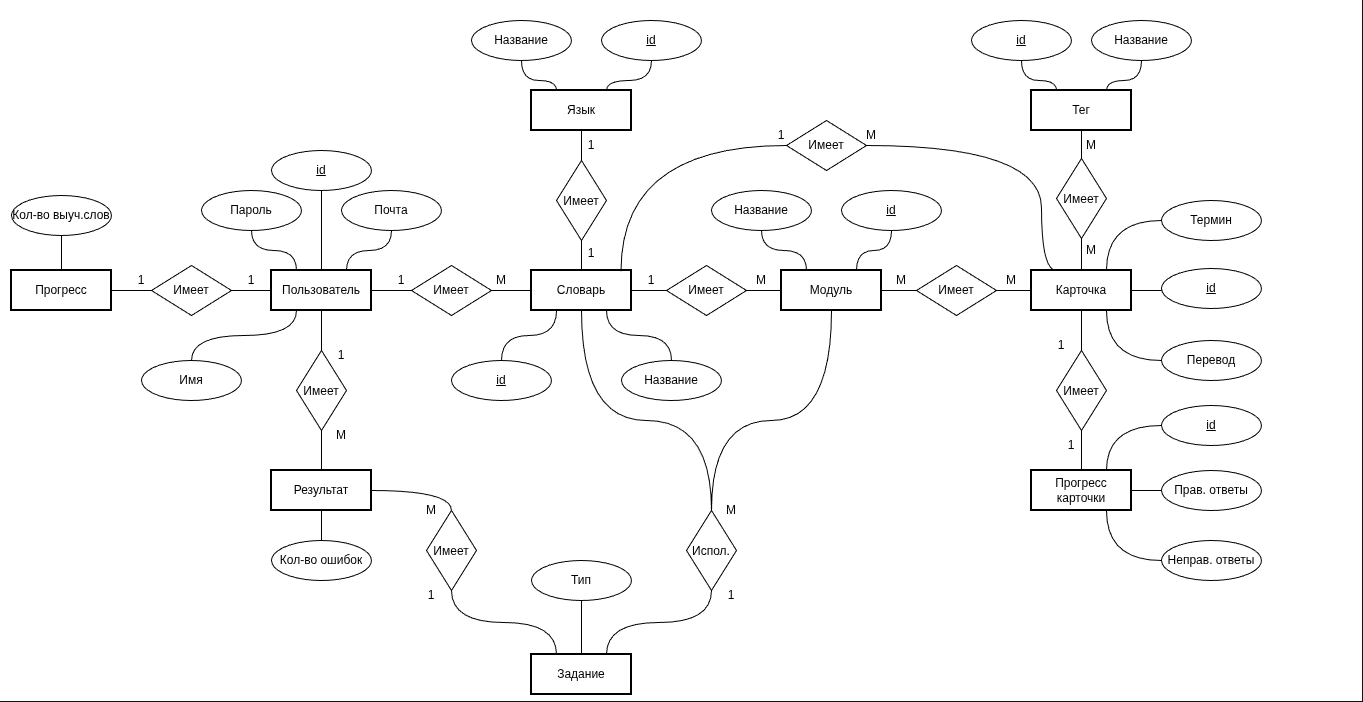 Название
id
id
Название
Язык
Тег
1
M
Имеет
1
M
id
Имеет
Имеет
Кол-во выуч.слов
Пароль
Почта
Название
id
Термин
1
M
Прогресс
1
Имеет
1
Пользователь
1
Имеет
M
Словарь
1
Имеет
M
Модуль
M
Имеет
M
Карточка
id
1
1
Имя
Имеет
id
Название
Имеет
Перевод
M
1
id
Результат
Прогресс
карточки
Прав. ответы
M
M
Кол-во ошибок
Имеет
Тип
Испол.
Неправ. ответы
1
1
Задание